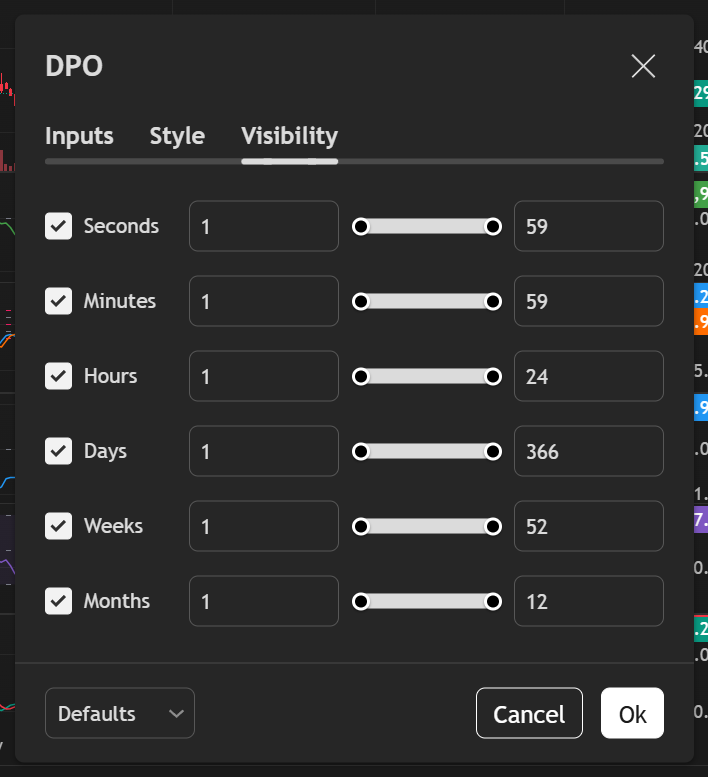 DPO
Inputs Style Visibility
Seconds 1 59
Minutes 1 59
Hours 1 24
Days 1 366
Weeks 1 52
Months 1 12
Defaults Cancel Ok